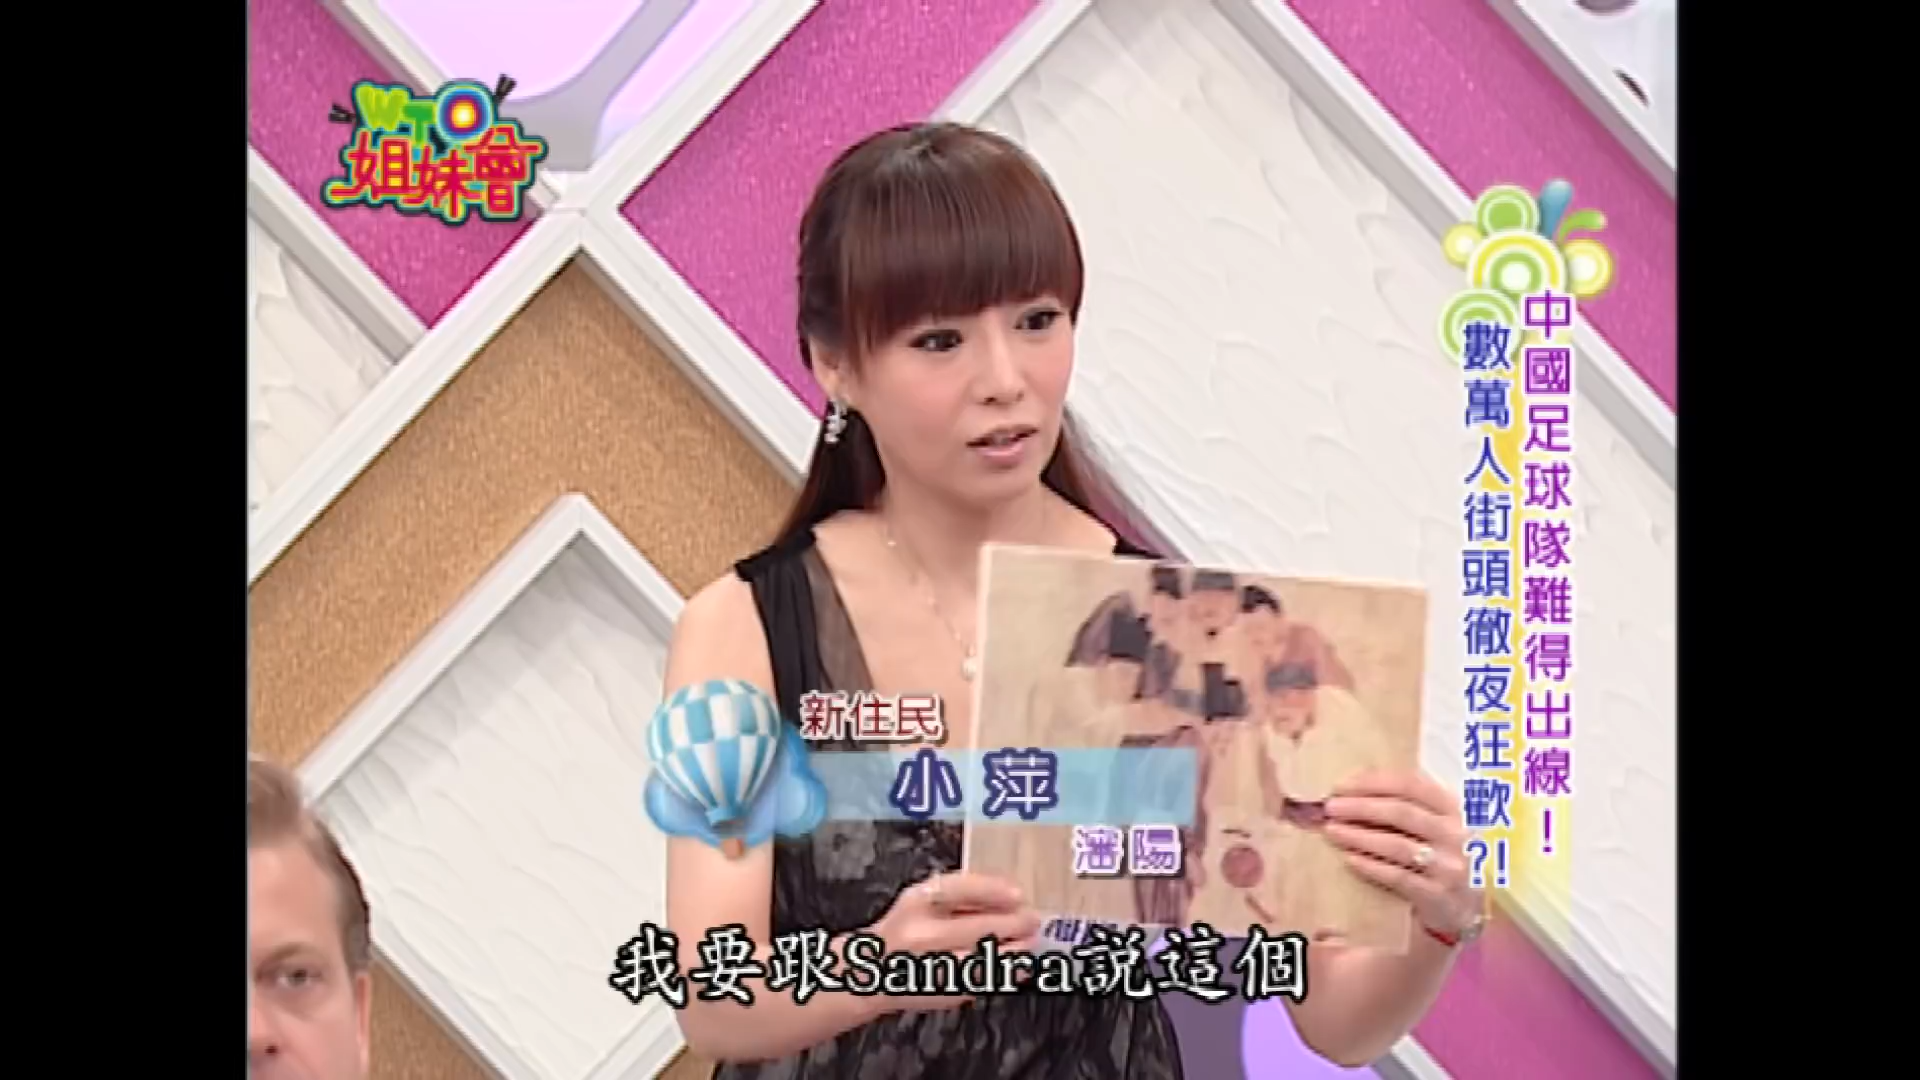 WTO
姐妹會
中國足球隊難得出線！
數萬人街頭徹夜狂歡?!
新住民
小萍
瀋陽
我要跟Sandra説這個